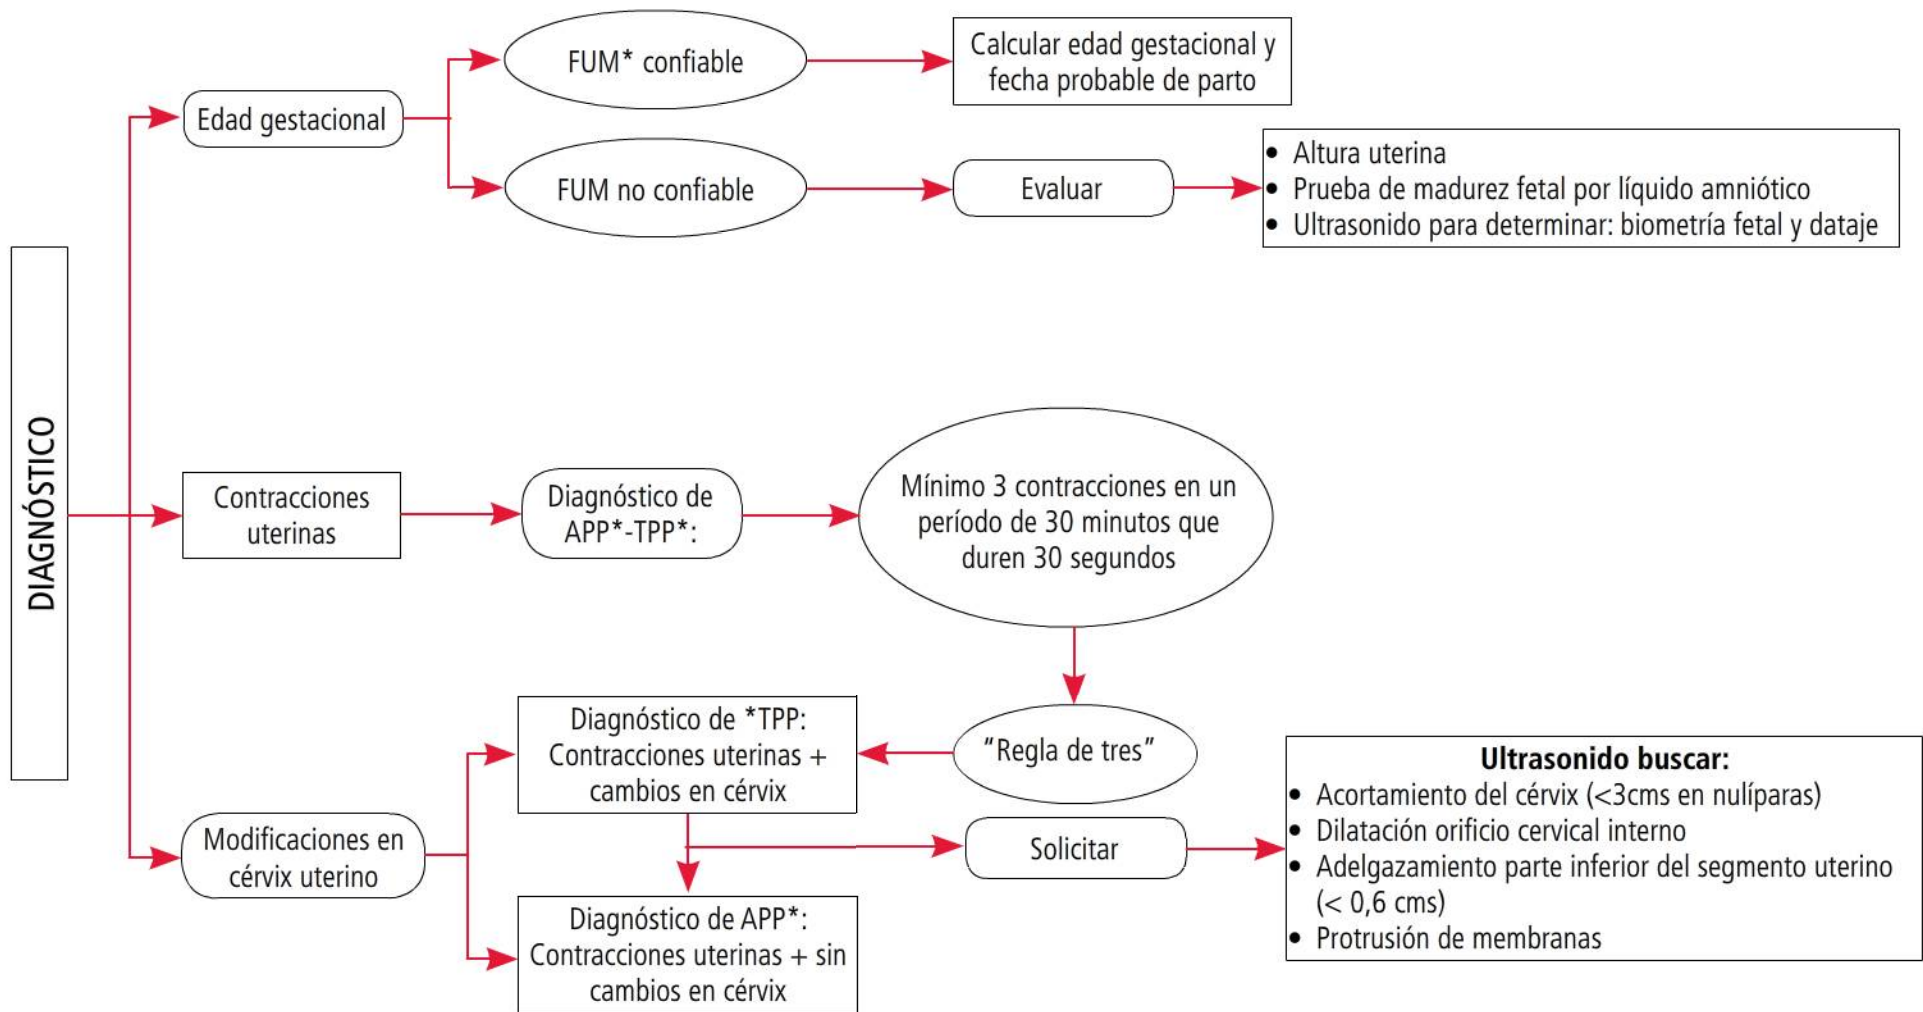 DIAGNÓSTICO
Edad gestacional
FUM* confiable
Calcular edad gestacional y
fecha probable de parto
FUM no confiable
Evaluar
• Altura uterina
• Prueba de madurez fetal por líquido amniótico
• Ultrasonido para determinar: biometría fetal y dataje
Contracciones
uterinas
Diagnóstico de
APP*-TPP*:
Mínimo 3 contracciones en un
período de 30 minutos que
duren 30 segundos
"Regla de tres"
Modificaciones en
cérvix uterino
Diagnóstico de *TPP:
Contracciones uterinas +
cambios en cérvix
Diagnóstico de APP*:
Contracciones uterinas + sin
cambios en cérvix
Solicitar
Ultrasonido buscar:
• Acortamiento del cérvix (<3cms en nulíparas)
• Dilatación orificio cervical interno
• Adelgazamiento parte inferior del segmento uterino
(< 0,6 cms)
• Protrusión de membranas